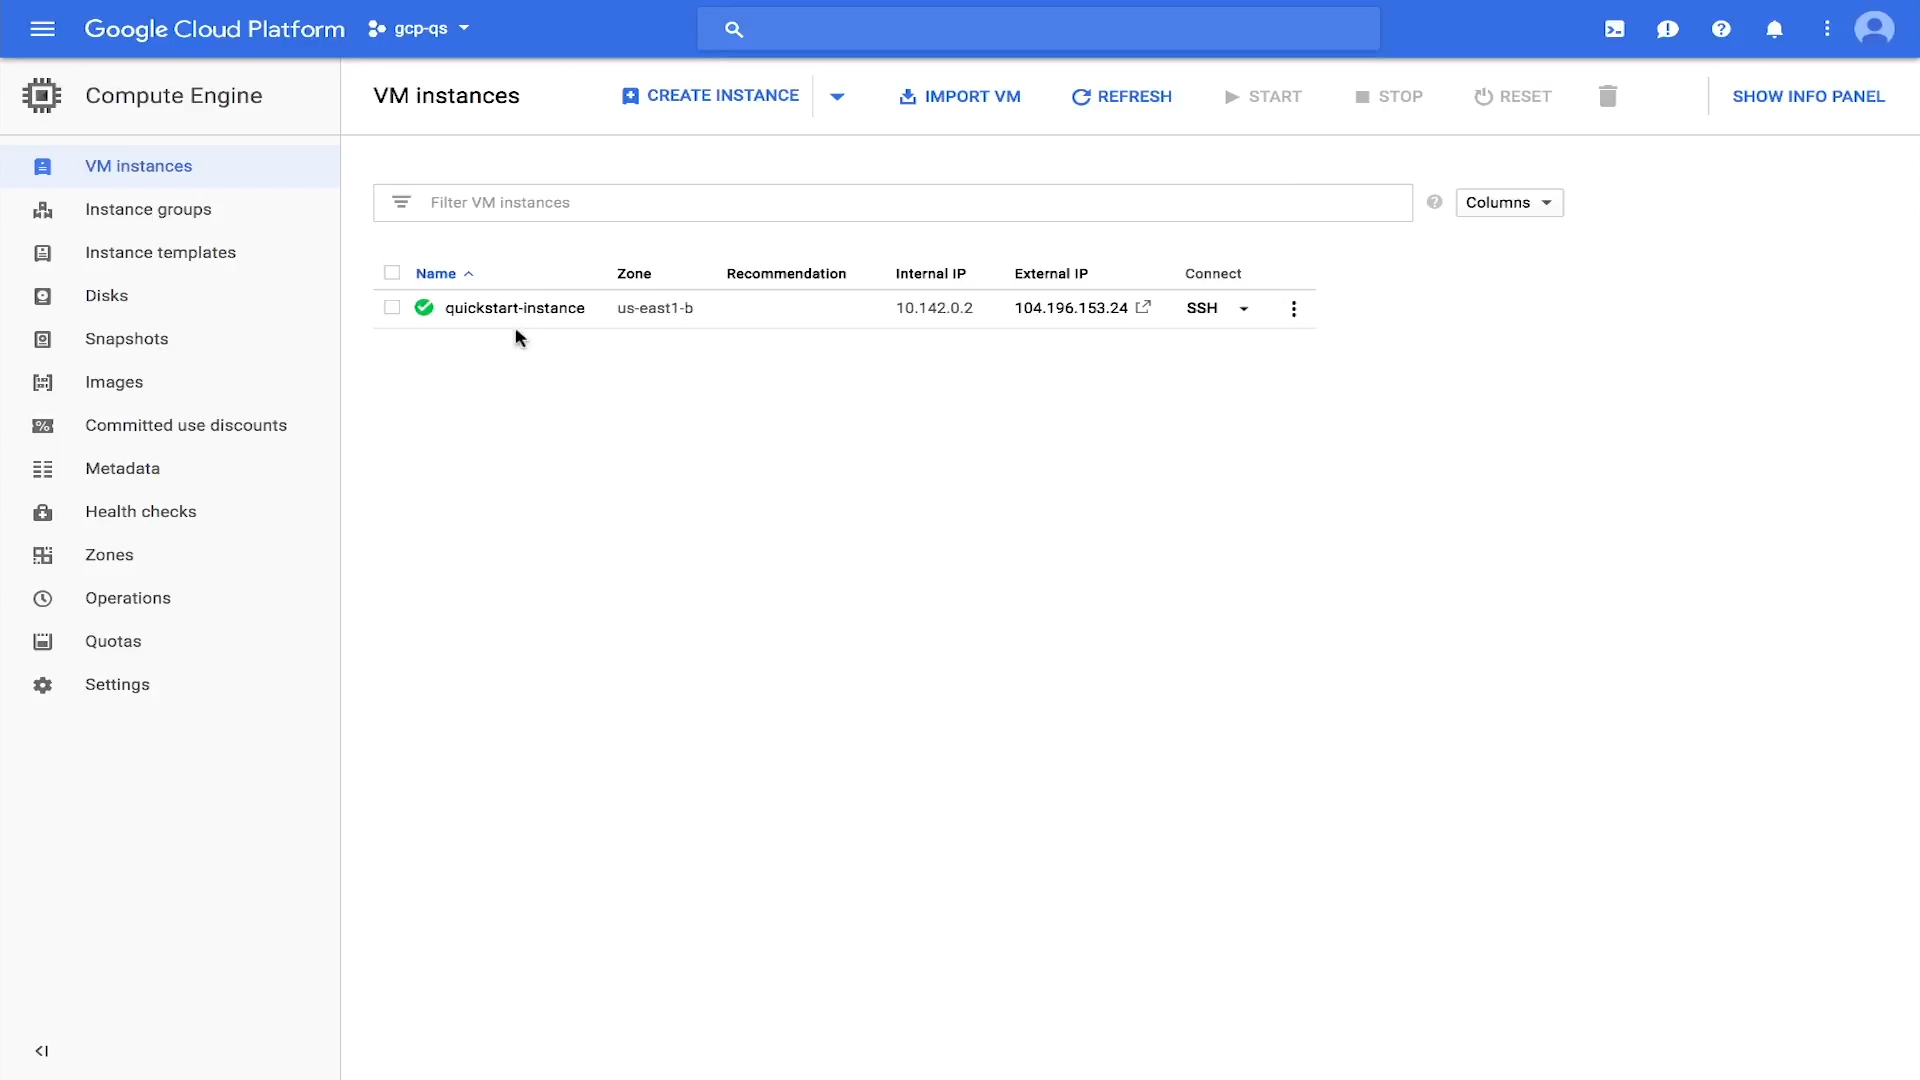 Google Cloud Platform gcp-qs
Compute Engine
VM instances CREATE INSTANCE IMPORT VM REFRESH START STOP RESET SHOW INFO PANEL
VM instances
Instance groups
Instance templates
Disks
Snapshots
Images
Committed use discounts
Metadata
Health checks
Zones
Operations
Quotas
Settings
Filter VM instances Columns
Name Zone Recommendation Internal IP External IP Connect
quickstart-instance us-east1-b 10.142.0.2 104.196.153.24 SSH